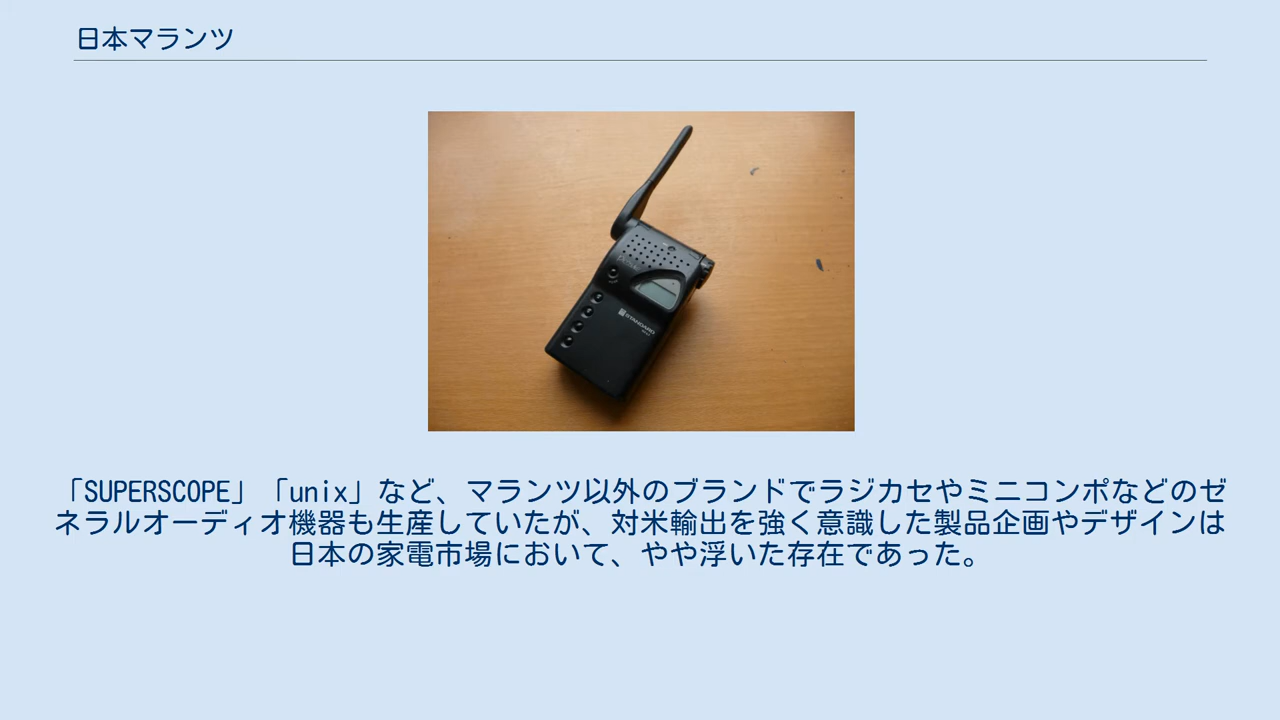 日本マランツ
STANDARD
「SUPERSCOPE」「unix」など、マランツ以外のブランドでラジカセやミニコンポなどのゼ
ネラルオーディオ機器も生産していたが、対米輸出を強く意識した製品企画やデザインは
日本の家電市場において、やや浮いた存在であった。